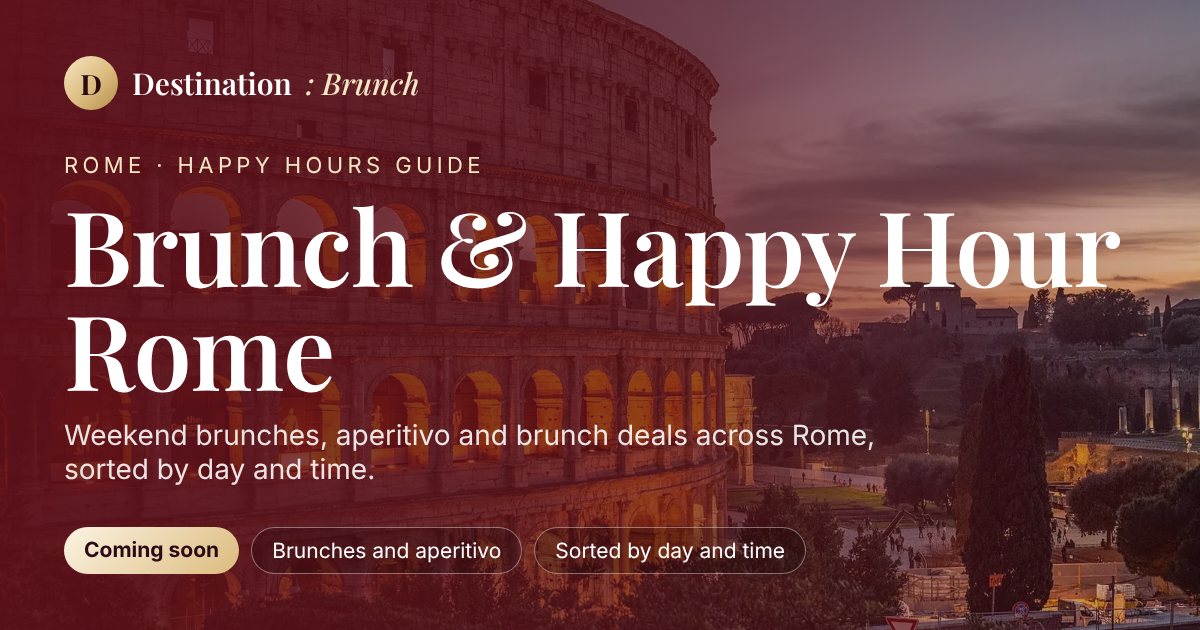 D Destination : Brunch
ROME · HAPPY HOURS GUIDE
Brunch & Happy Hour
Rome
Weekend brunches, aperitivo and brunch deals across Rome,
sorted by day and time.
Coming soon Brunches and aperitivo Sorted by day and time